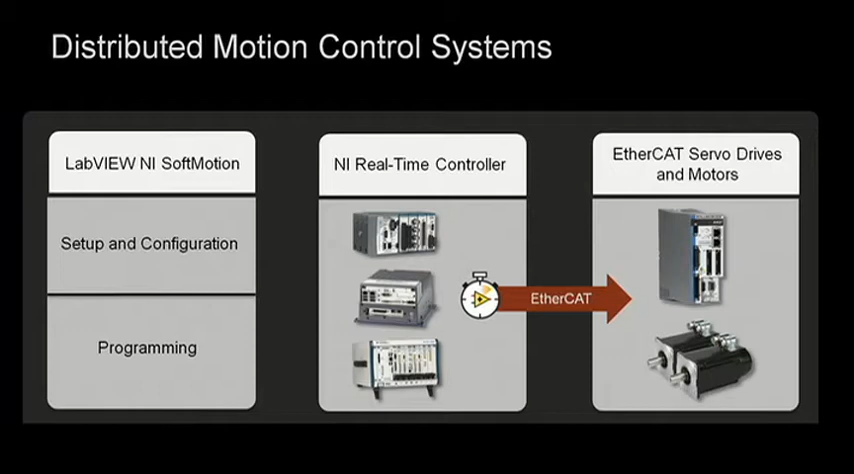 Distributed Motion Control Systems
LabVIEW NI SoftMotion
Setup and Configuration
Programming
NI Real-Time Controller
EtherCAT
EtherCAT Servo Drives
and Motors